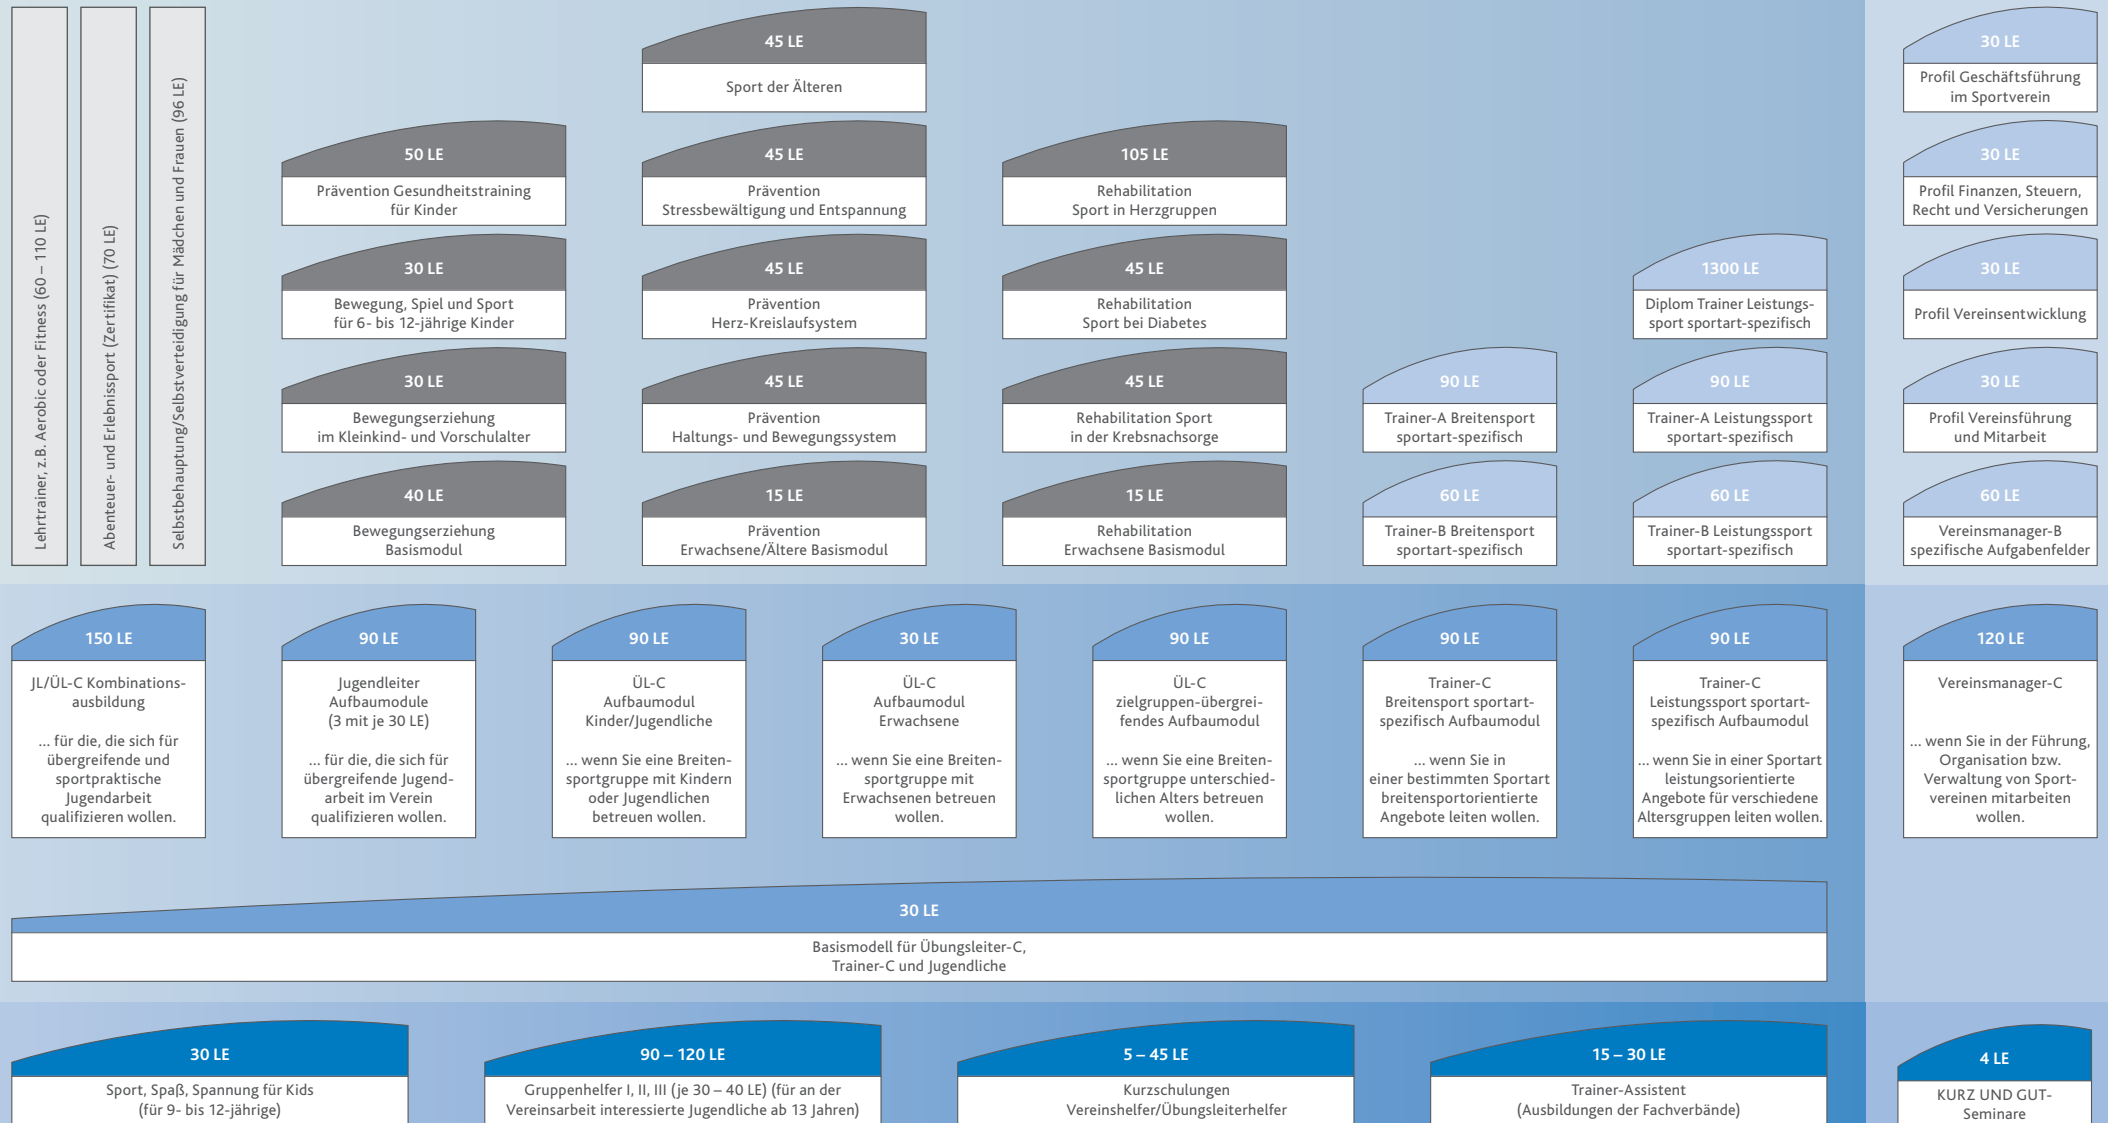 Lehrtrainer, z.B. Aerobic oder Fitness (60 – 110 LE)
Abenteuer- und Erlebnissport (Zertifikat) (70 LE)
Selbstbehauptung/Selbstverteidigung für Mädchen und Frauen (96 LE)
45 LE
Sport der Älteren
30 LE
Profil Geschäftsführung
im Sportverein
50 LE
Prävention Gesundheitstraining
für Kinder
45 LE
Prävention
Stressbewältigung und Entspannung
105 LE
Rehabilitation
Sport in Herzgruppen
30 LE
Profil Finanzen, Steuern,
Recht und Versicherungen
30 LE
Bewegung, Spiel und Sport
für 6- bis 12-jährige Kinder
45 LE
Prävention
Herz-Kreislaufsystem
45 LE
Rehabilitation
Sport bei Diabetes
1300 LE
Diplom Trainer Leistungs-
sport sportart-spezifisch
30 LE
Profil Vereinsentwicklung
30 LE
Bewegungserziehung
im Kleinkind- und Vorschulalter
45 LE
Prävention
Haltungs- und Bewegungssystem
45 LE
Rehabilitation Sport
in der Krebsnachsorge
90 LE
Trainer-A Breitensport
sportart-spezifisch
90 LE
Trainer-A Leistungssport
sportart-spezifisch
30 LE
Profil Vereinsführung
und Mitarbeit
40 LE
Bewegungserziehung
Basismodul
15 LE
Prävention
Erwachsene/Ältere Basismodul
15 LE
Rehabilitation
Erwachsene Basismodul
60 LE
Trainer-B Breitensport
sportart-spezifisch
60 LE
Trainer-B Leistungssport
sportart-spezifisch
60 LE
Vereinsmanager-B
spezifische Aufgabenfelder
150 LE
JL/ÜL-C Kombinations-
ausbildung
... für die, die sich für
übergreifende und
sportpraktische
Jugendarbeit
qualifizieren wollen.
90 LE
Jugendleiter
Aufbaumodule
(3 mit je 30 LE)
... für die, die sich für
übergreifende Jugend-
arbeit im Verein
qualifizieren wollen.
90 LE
ÜL-C
Aufbaumodul
Kinder/Jugendliche
... wenn Sie eine Breiten-
sportgruppe mit Kindern
oder Jugendlichen
betreuen wollen.
30 LE
ÜL-C
Aufbaumodul
Erwachsene
... wenn Sie eine Breiten-
sportgruppe mit
Erwachsenen betreuen
wollen.
90 LE
ÜL-C
zielgruppen-übergrei-
fendes Aufbaumodul
... wenn Sie eine Breiten-
sportgruppe unterschied-
lichen Alters betreuen
wollen.
90 LE
Trainer-C
Breitensport sportart-
spezifisch Aufbaumodul
... wenn Sie in
einer bestimmten Sportart
breitensportorientierte
Angebote leiten wollen.
90 LE
Trainer-C
Leistungssport sportart-
spezifisch Aufbaumodul
... wenn Sie in einer Sportart
leistungsorientierte
Angebote für verschiedene
Altersgruppen leiten wollen.
120 LE
Vereinsmanager-C
... wenn Sie in der Führung,
Organisation bzw.
Verwaltung von Sport-
vereinen mitarbeiten
wollen.
30 LE
Basismodell für Übungsleiter-C,
Trainer-C und Jugendliche
30 LE
Sport, Spaß, Spannung für Kids
(für 9- bis 12-jährige)
90 – 120 LE
Gruppenhelfer I, II, III (je 30 – 40 LE) (für an der
Vereinsarbeit interessierte Jugendliche ab 13 Jahren)
5 – 45 LE
Kurzschulungen
Vereinshelfer/Übungsleiterhelfer
15 – 30 LE
Trainer-Assistent
(Ausbildungen der Fachverbände)
4 LE
KURZ UND GUT-
Seminare